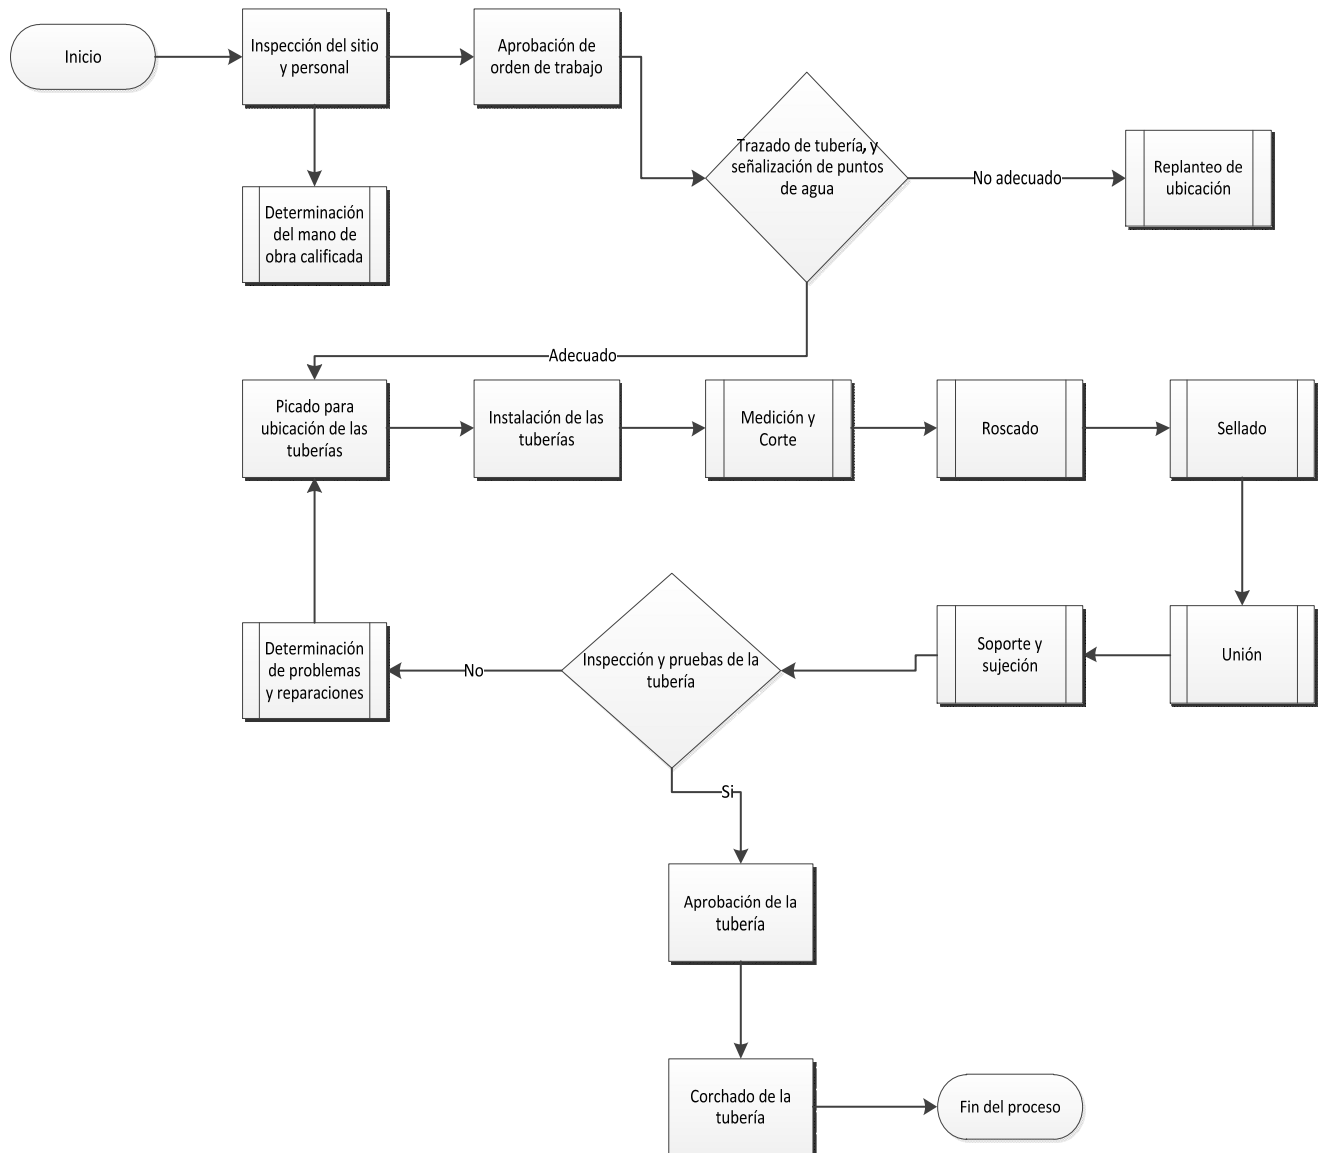 Inicio
Inspección del sitio
y personal
Aprobación de
orden de trabajo
Trazado de tubería, y
señalización de puntos
de agua
No adecuado
Replanteo de
ubicación
Determinación
del mano de
obra calificada
Adecuado
Picado para
ubicación de las
tuberías
Instalación de las
tuberías
Medición y
Corte
Roscado
Sellado
Determinación
de problemas
y reparaciones
No
Inspección y pruebas de la
tubería
Soporte y
sujeción
Unión
Si
Aprobación de la
tubería
Corchado de la
tubería
Fin del proceso